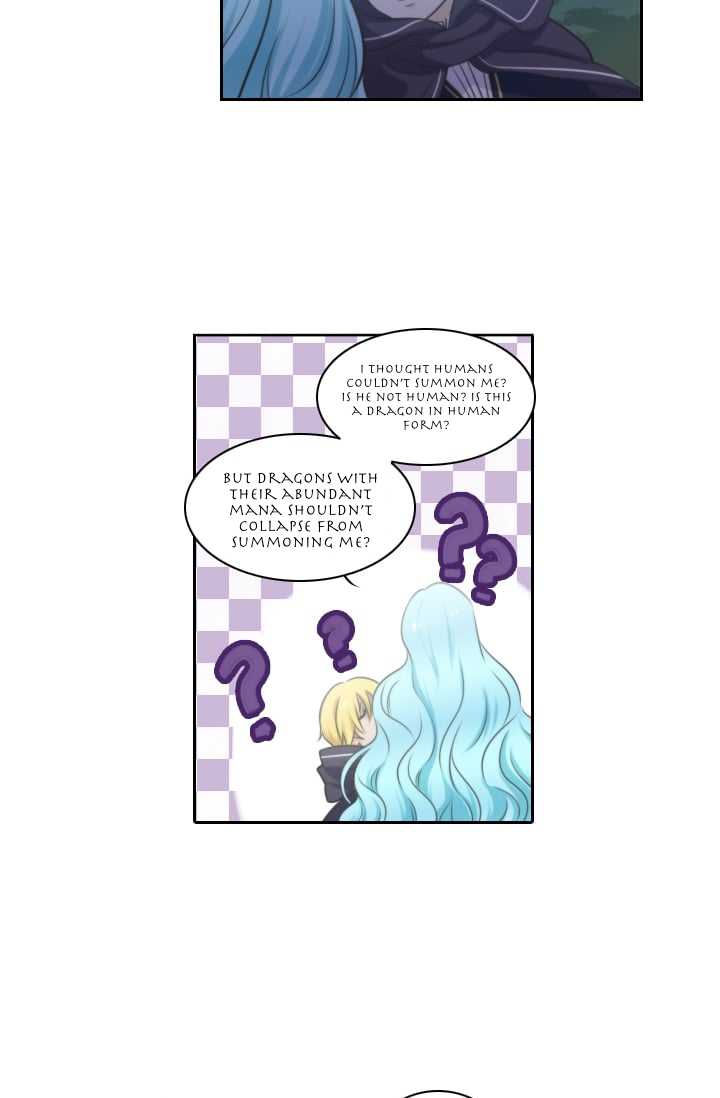 I THOUGHT HUMANS
COULDN'T SUMMON ME?
IS HE NOT HUMAN? IS THIS
A DRAGON IN HUMAN
FORM?
BUT DRAGONS WITH
THEIR ABUNDANT
MANA SHOULDN'T
COLLAPSE FROM
SUMMONING ME?
? ?
?
?